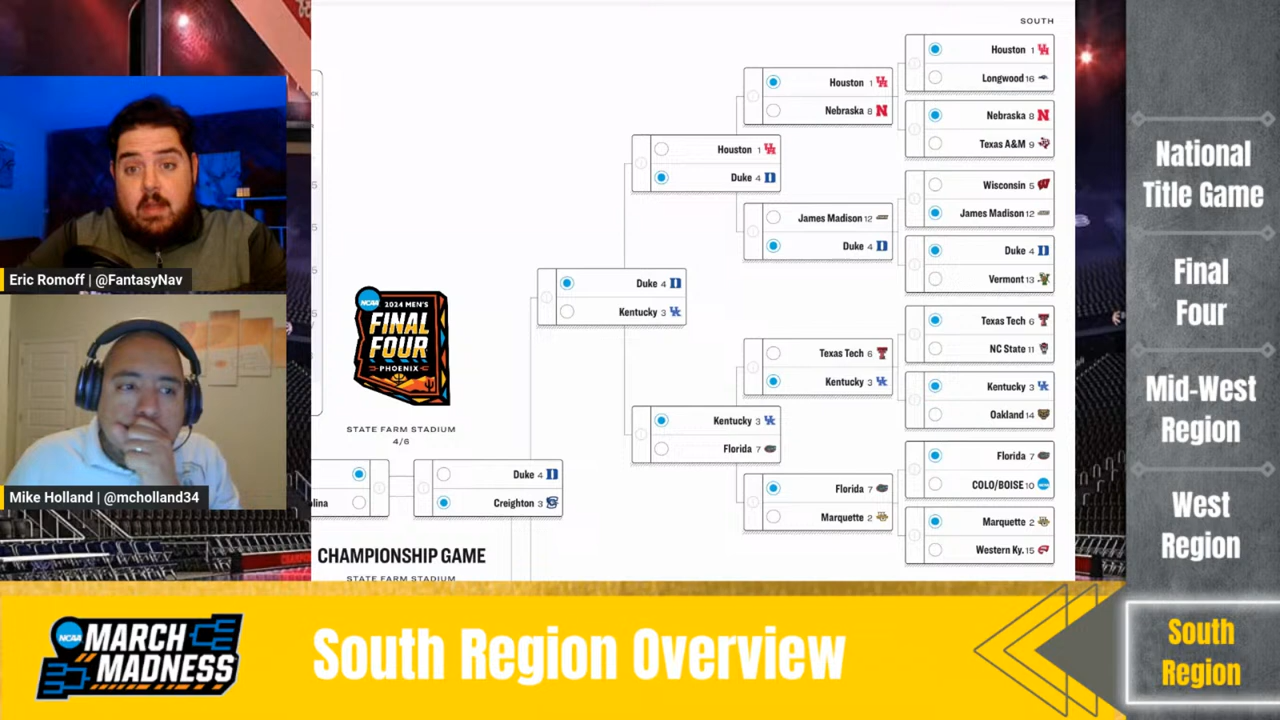 SOUTH
Houston 1
Longwood 16
Nebraska 8
Texas A&M 9
Wisconsin 5
James Madison 12
Duke 4
Vermont 13
Texas Tech 6
NC State 11
Kentucky 3
Oakland 14
Florida 7
COLO/BOISE 10
Marquette 2
Western Ky. 15
Houston 1
Nebraska 8
James Madison 12
Duke 4
Texas Tech 6
Kentucky 3
Florida 7
Marquette 2
Houston 1
Duke 4
Kentucky 3
Florida 7
Duke 4
Kentucky 3
NCAA
2024 MEN'S
FINAL
FOUR
PHOENIX
STATE FARM STADIUM
4/6
lina
Duke 4
Creighton 3
CHAMPIONSHIP GAME
STATE FARM STADIUM
Eric Romoff | @FantasyNav
Mike Holland | @mcholland34
National
Title Game
Final
Four
Mid-West
Region
West
Region
South
Region
NCAA
MARCH
MADNESS
South Region Overview